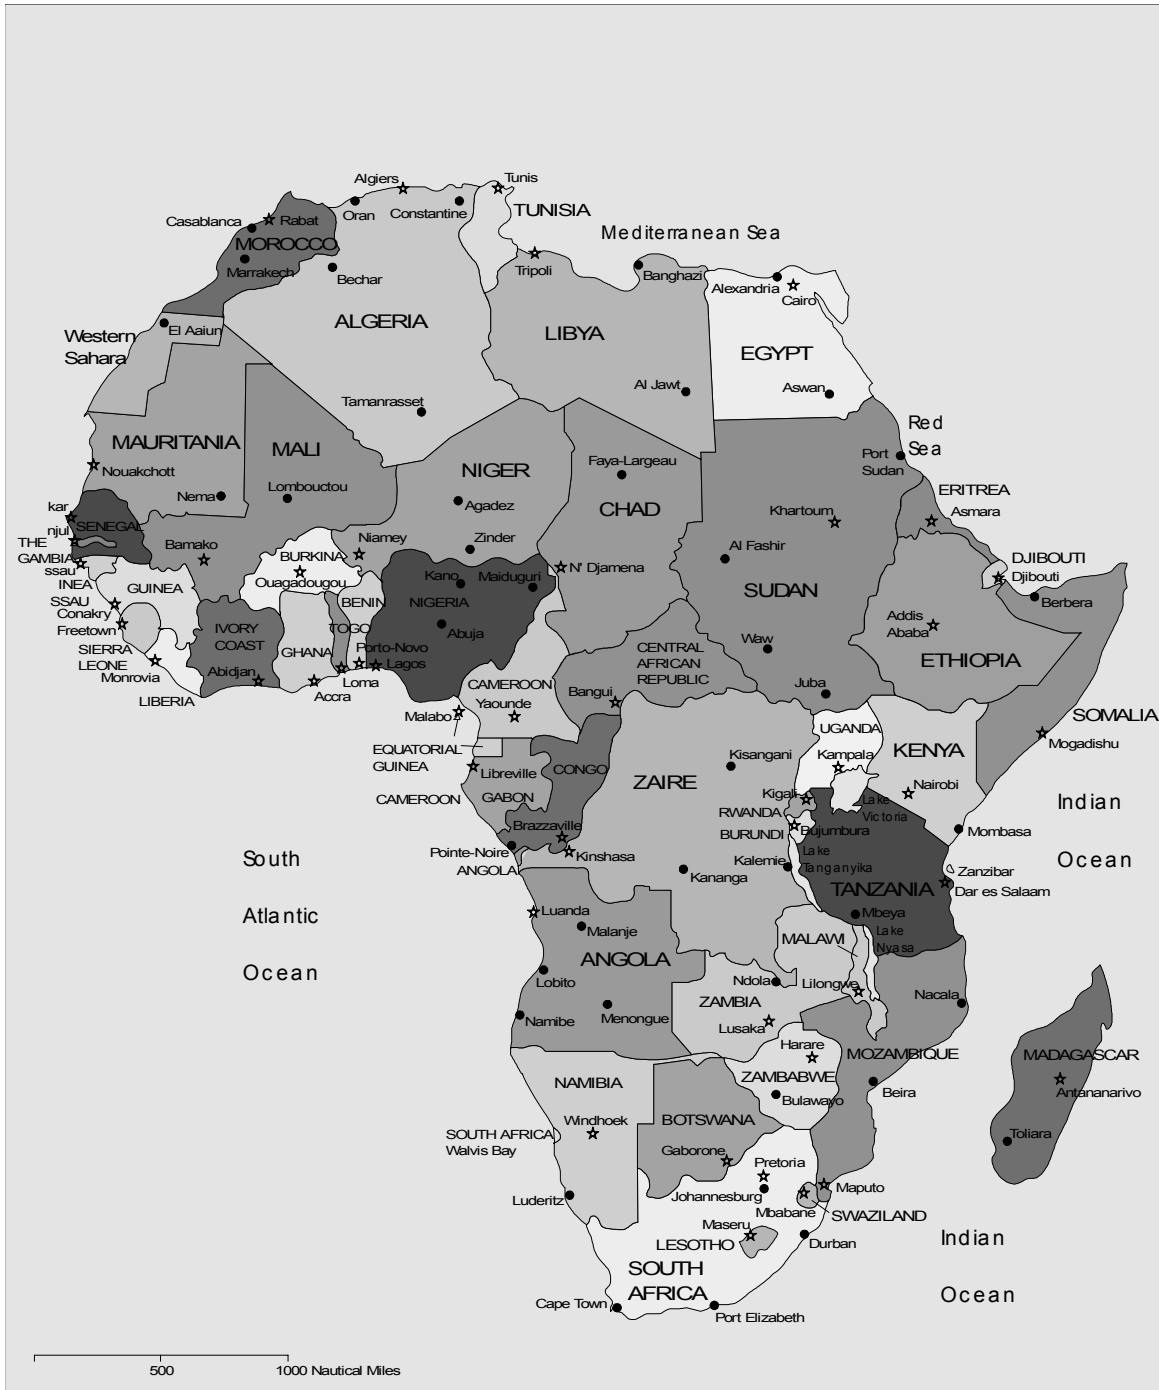 Algiers
Tunis
Oran
Constantine
TUNISIA
Casablanca
Rabat
MOROCCO
Marrakech
Mediterranean Sea
Tripoli
Banghazi
Bechar
Alexandria
Cairo
ALGERIA
LIBYA
EGYPT
El Aaiun
Western
Sahara
Al Jawt
Aswan
Tamanrasset
Red
Sea
MAURITANIA
MALI
NIGER
Faya-Largeau
Port
Sudan
Nouakchott
Nema
Lombouctou
Agadez
CHAD
ERITREA
Khartoum
Asmara
kar
SENEGAL
njul
THE
GAMBIA
ssau
INEA
SSAU
Bamako
Niamey
Zinder
N' Djamena
Al Fashir
DJIBOUTI
Djibouti
BURKINA
Ouagadougou
GUINEA
Kano
Maiduguri
NIGERIA
Abuja
SUDAN
Berbera
Conakry
Freetown
SIERRA
LEONE
Monrovia
LIBERIA
IVORY
COAST
Abidjan
GHANA
Accra
TOGO
BENIN
Porto-Novo
Lagos
Loma
Addis
Ababa
ETHIOPIA
Waw
CENTRAL
AFRICAN
REPUBLIC
Bangui
Juba
CAMEROON
Yaounde
Malabo
EQUATORIAL
GUINEA
CAMEROON
Libreville
GABON
CONGO
ZAIRE
Kisangani
UGANDA
Kampala
KENYA
Nairobi
SOMALIA
Mogadishu
Kigali
RWANDA
BURUNDI
Bujumbura
Lake
Victoria
Indian
Ocean
Mombasa
Brazzaville
Pointe-Noire
ANGOLA
Kinshasa
Kananga
Kalemie
Lake
Tanganyika
TANZANIA
Zanzibar
Dar es Salaam
Mbeya
Lake
Nyasa
South
Atlantic
Ocean
Luanda
Malanje
ANGOLA
Lobito
Namibe
Menongue
MALAWI
Ndola
Lilongwe
ZAMBIA
Lusaka
Nacala
Harare
MOZAMBIQUE
ZAMBABWE
Bulawayo
Beira
MADAGASCAR
Antananarivo
Toliara
NAMIBIA
Windhoek
BOTSWANA
Gaborone
SOUTH AFRICA
Walvis Bay
Luderitz
Pretoria
Johannesburg
Mbabane
Maputo
SWAZILAND
Maseru
LESOTHO
Durban
SOUTH
AFRICA
Cape Town
Port Elizabeth
Indian
Ocean
500
1000 Nautical Miles